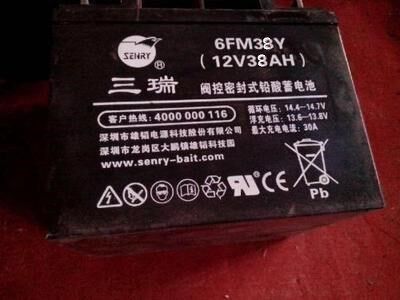 SENRY
®
6FM38Y
(12V38AH)
三瑞
阀控密封式铅酸蓄电池
客户热线: 4000 000 116
深圳市雄韬电源科技股份有限公司
深圳市龙岗区大鹏镇雄韬工业园
www.senry-bait.com
循环电压: 14.4-14.7V
浮充电压: 13.6-13.8V
最大充电电流: 30A
UL
CE
Pb